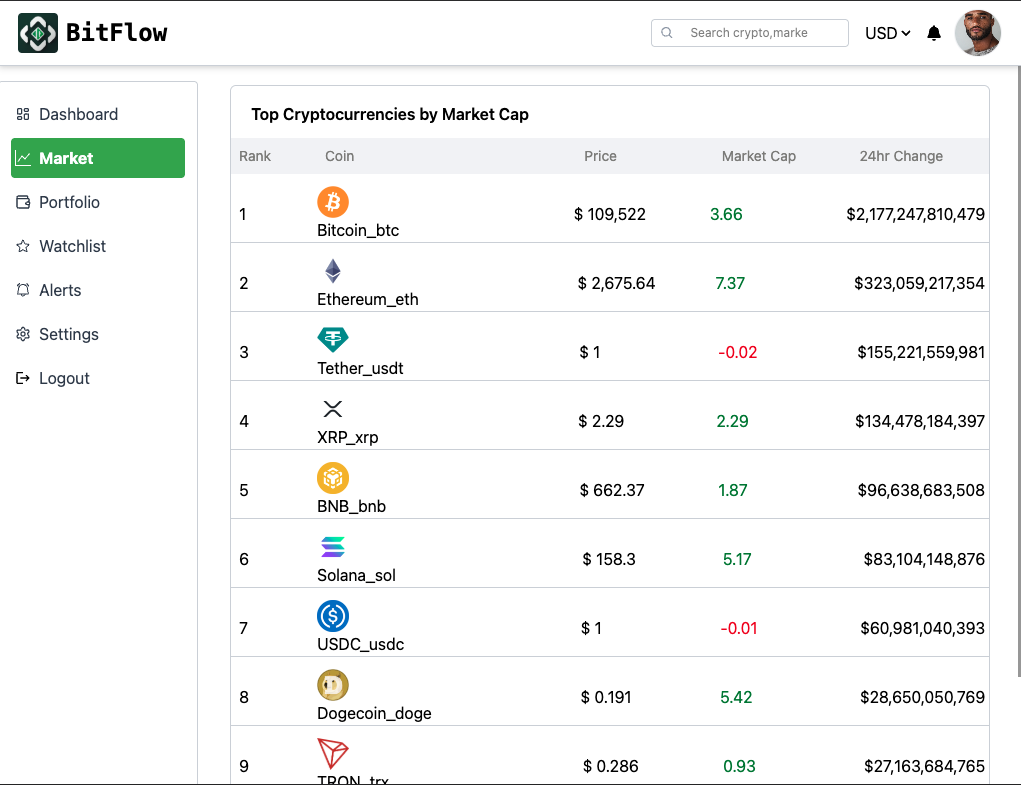 BitFlow
Search crypto,marke
USD
Dashboard
Market
Portfolio
Watchlist
Alerts
Settings
Logout
Top Cryptocurrencies by Market Cap
Rank Coin Price Market Cap 24hr Change
1 Bitcoin_btc $ 109,522 3.66 $2,177,247,810,479
2 Ethereum_eth $ 2,675.64 7.37 $323,059,217,354
3 Tether_usdt $ 1 -0.02 $155,221,559,981
4 XRP_xrp $ 2.29 2.29 $134,478,184,397
5 BNB_bnb $ 662.37 1.87 $96,638,683,508
6 Solana_sol $ 158.3 5.17 $83,104,148,876
7 USDC_usdc $ 1 -0.01 $60,981,040,393
8 Dogecoin_doge $ 0.191 5.42 $28,650,050,769
9 TRON_trx $ 0.286 0.93 $27,163,684,765